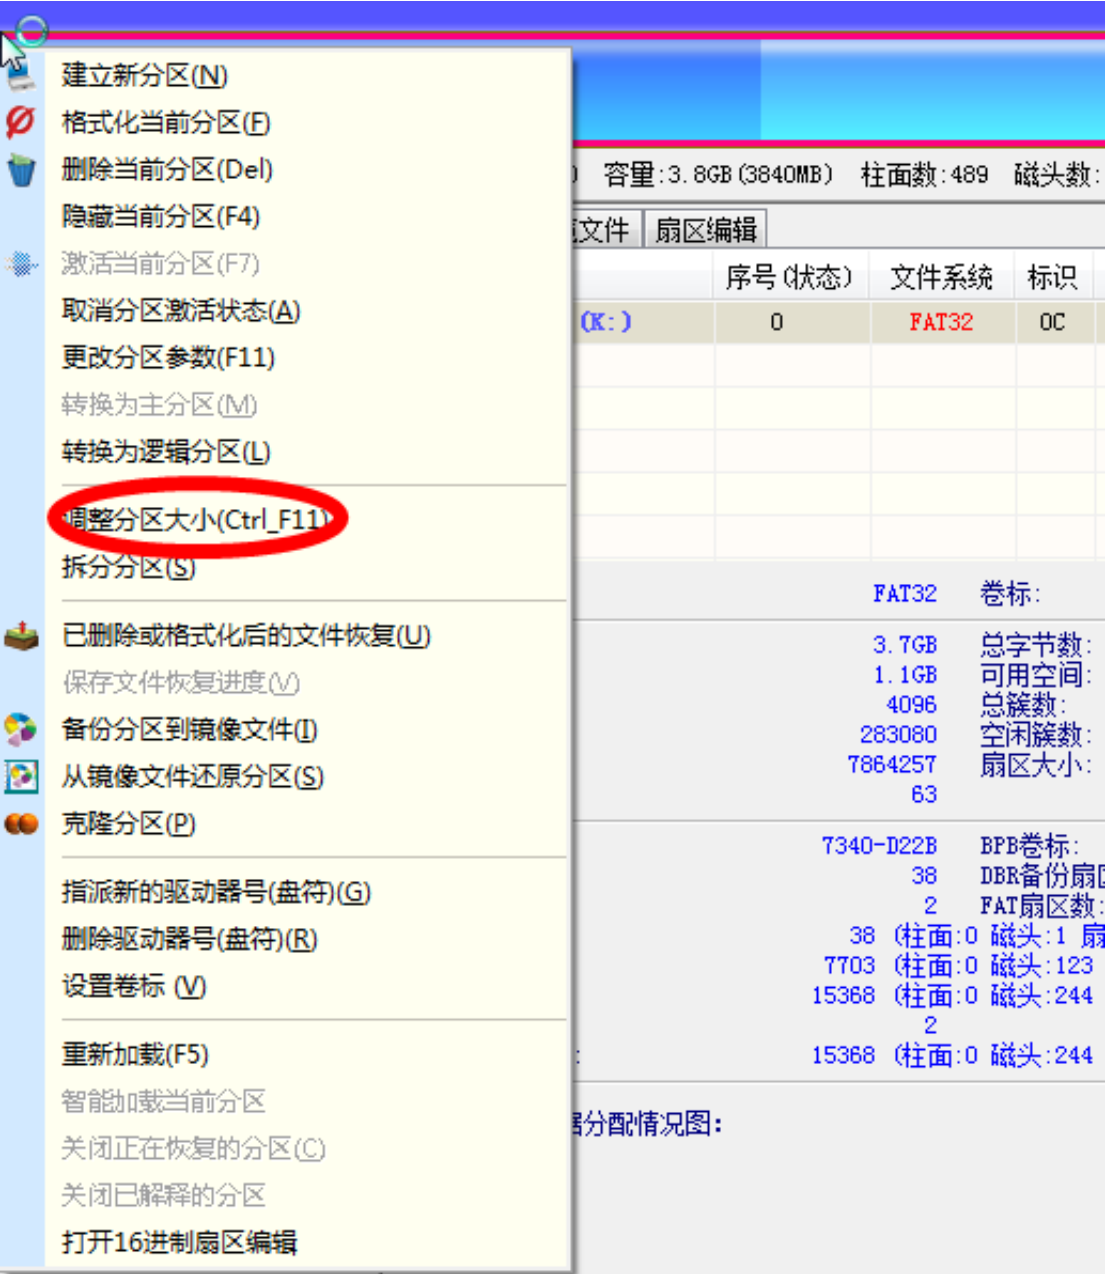 建立新分区(N)
格式化当前分区(F)
删除当前分区(Del)
隐藏当前分区(F4)
激活当前分区(F7)
取消分区激活状态(A)
更改分区参数(F11)
转换为主分区(M)
转换为逻辑分区(L)
调整分区大小(Ctrl_F11)
拆分分区(S)
已删除或格式化后的文件恢复(U)
保存文件恢复进度(V)
备份分区到镜像文件(I)
从镜像文件还原分区(S)
克隆分区(P)
指派新的驱动器号(盘符)(G)
删除驱动器号(盘符)(R)
设置卷标 (V)
重新加载(F5)
智能加载当前分区
关闭正在恢复的分区(C)
关闭已解释的分区
打开16进制扇区编辑
容量:3.8GB(3840MB) 柱面数:489 磁头数:
文件 扇区编辑
序号(状态) 文件系统 标识
(K:) 0 FAT32 0C
FAT32 卷标:
3.7GB 总字节数:
1.1GB 可用空间:
4096 总簇数:
283080 空闲簇数:
7864257 扇区大小:
63
7340-D22B BPB卷标:
38 DBR备份扇区
2 FAT扇区数:
38 (柱面:0 磁头:1 扇
7703 (柱面:0 磁头:123
15368 (柱面:0 磁头:244
2
: 15368 (柱面:0 磁头:244
分配情况图: